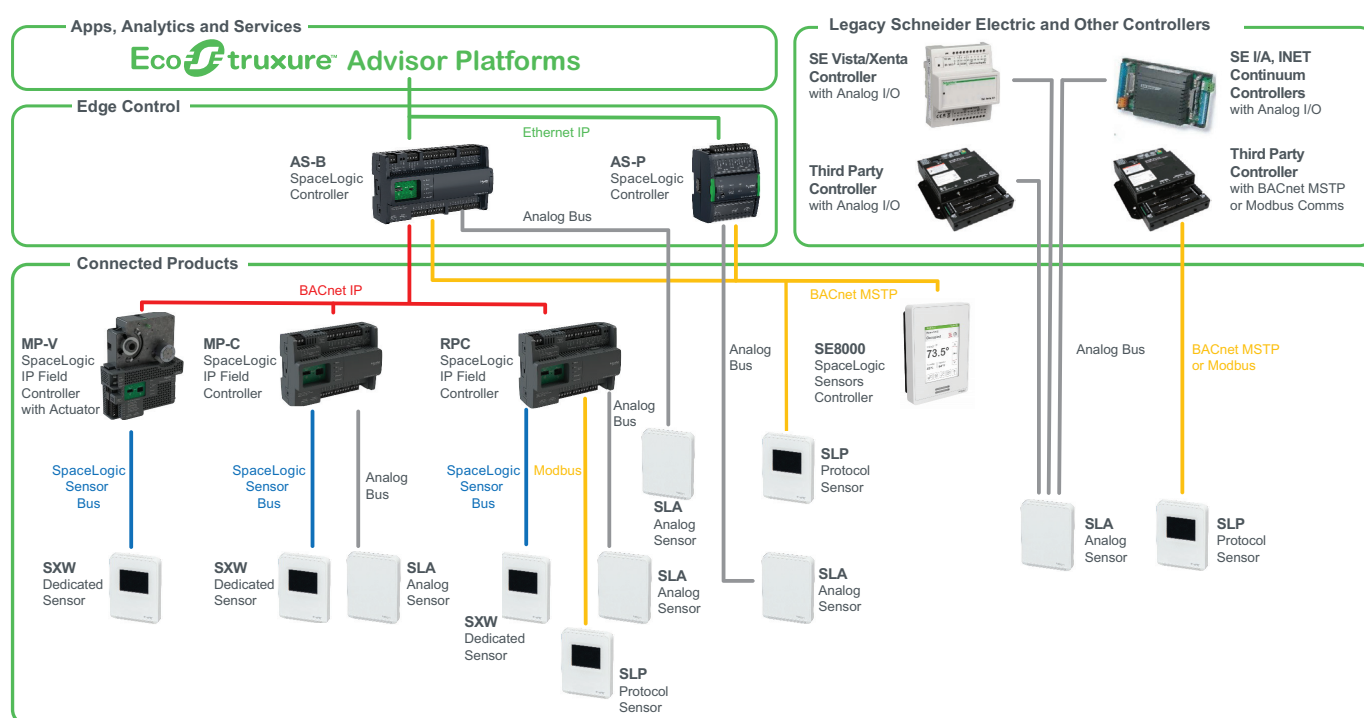 Apps, Analytics and Services
EcoStruxure™ Advisor Platforms
Edge Control
Ethernet IP
AS-B
SpaceLogic
Controller
AS-P
SpaceLogic
Controller
Analog Bus
Legacy Schneider Electric and Other Controllers
SE Vista/Xenta
Controller
with Analog I/O
SE I/A, INET
Continuum
Controllers
with Analog I/O
Third Party
Controller
with Analog I/O
Third Party
Controller
with BACnet MSTP
or Modbus Comms
Connected Products
BACnet IP
BACnet MSTP
MP-V
SpaceLogic
IP Field
Controller
with Actuator
MP-C
SpaceLogic
IP Field
Controller
RPC
SpaceLogic
IP Field
Controller
Analog
Bus
Analog
Bus
SE8000
SpaceLogic
Sensors
Controller
73.5°
Analog Bus
BACnet MSTP
or Modbus
SpaceLogic
Sensor
Bus
SpaceLogic
Sensor
Bus
Analog
Bus
SpaceLogic
Sensor
Bus
Modbus
SLA
Analog
Sensor
SLP
Protocol
Sensor
SXW
Dedicated
Sensor
SXW
Dedicated
Sensor
SLA
Analog
Sensor
SXW
Dedicated
Sensor
SLA
Analog
Sensor
SLP
Protocol
Sensor
SLA
Analog
Sensor
SLA
Analog
Sensor
SLP
Protocol
Sensor